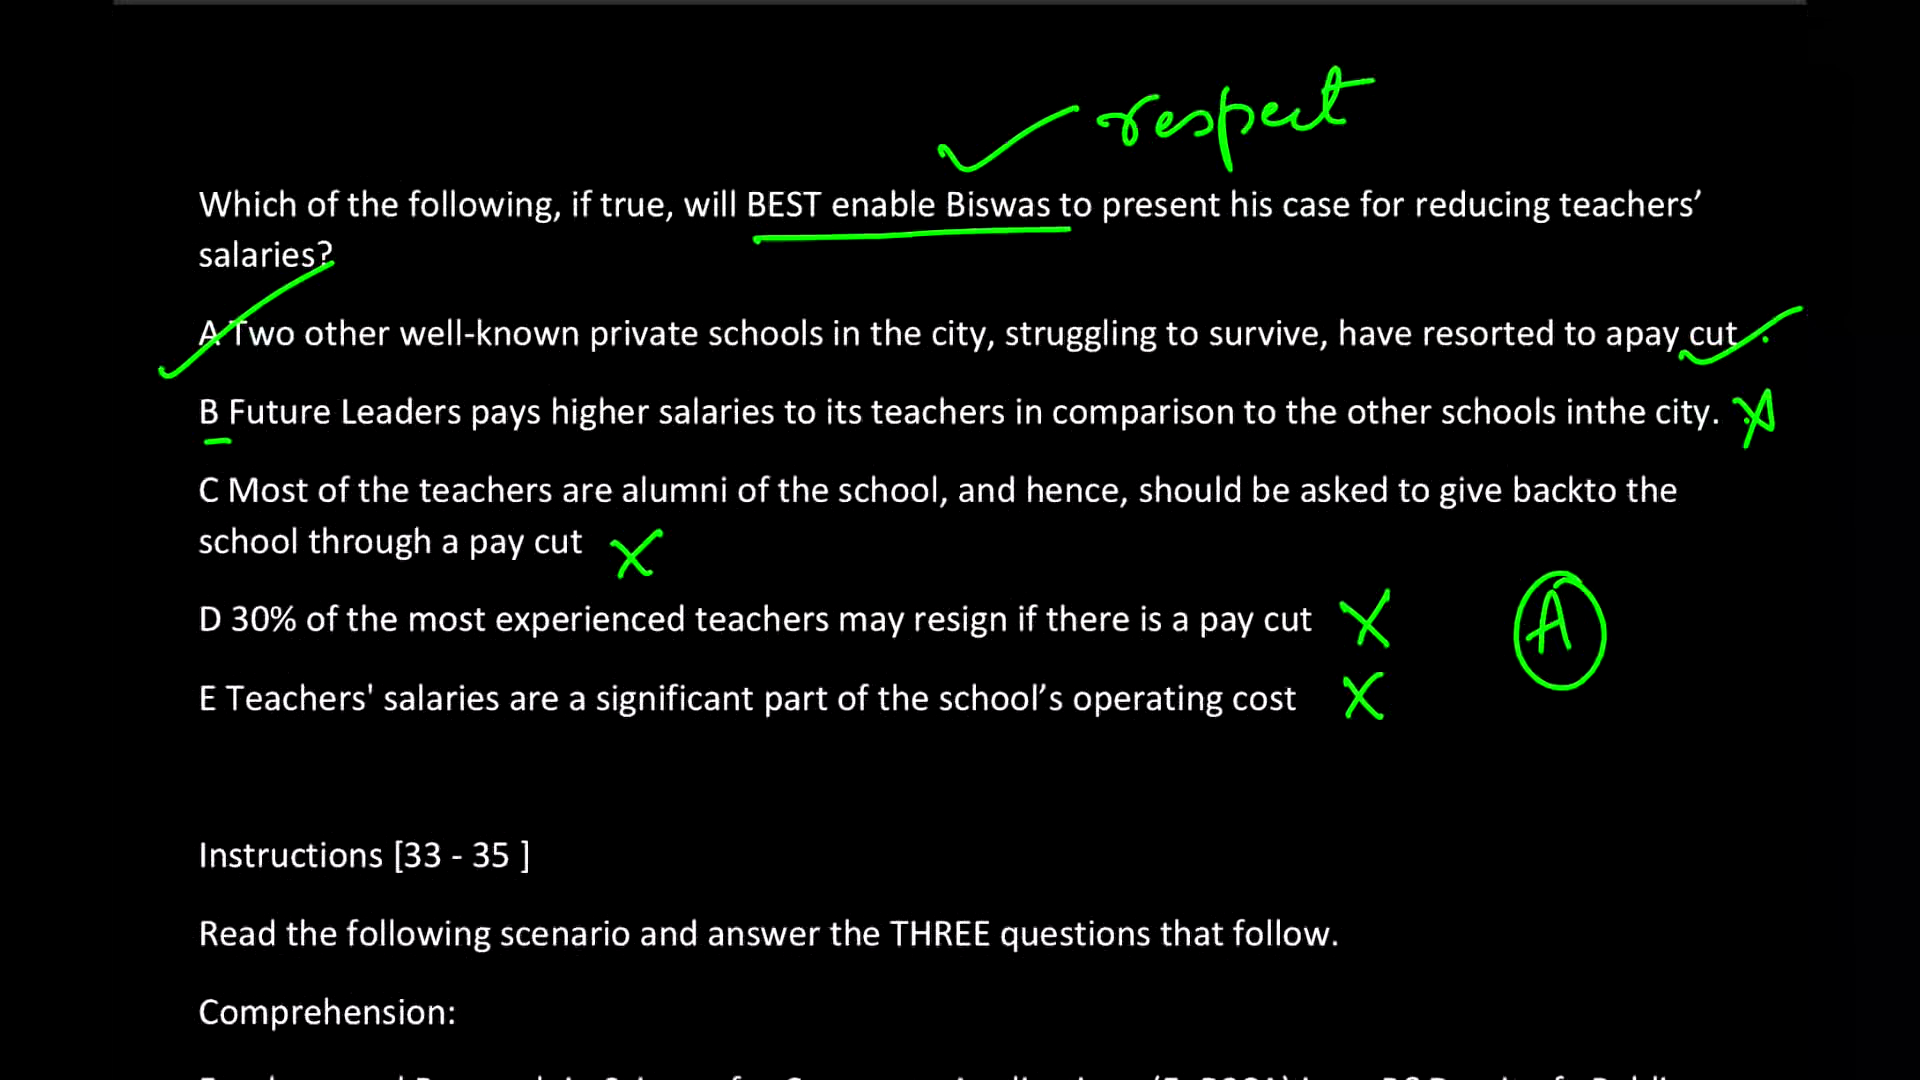 respect
Which of the following, if true, will BEST enable Biswas to present his case for reducing teachers’
salaries?
A Two other well-known private schools in the city, struggling to survive, have resorted to apay cut
B Future Leaders pays higher salaries to its teachers in comparison to the other schools inthe city.
C Most of the teachers are alumni of the school, and hence, should be asked to give backto the
school through a pay cut
D 30% of the most experienced teachers may resign if there is a pay cut
A
E Teachers' salaries are a significant part of the school’s operating cost
Instructions [33 - 35 ]
Read the following scenario and answer the THREE questions that follow.
Comprehension: